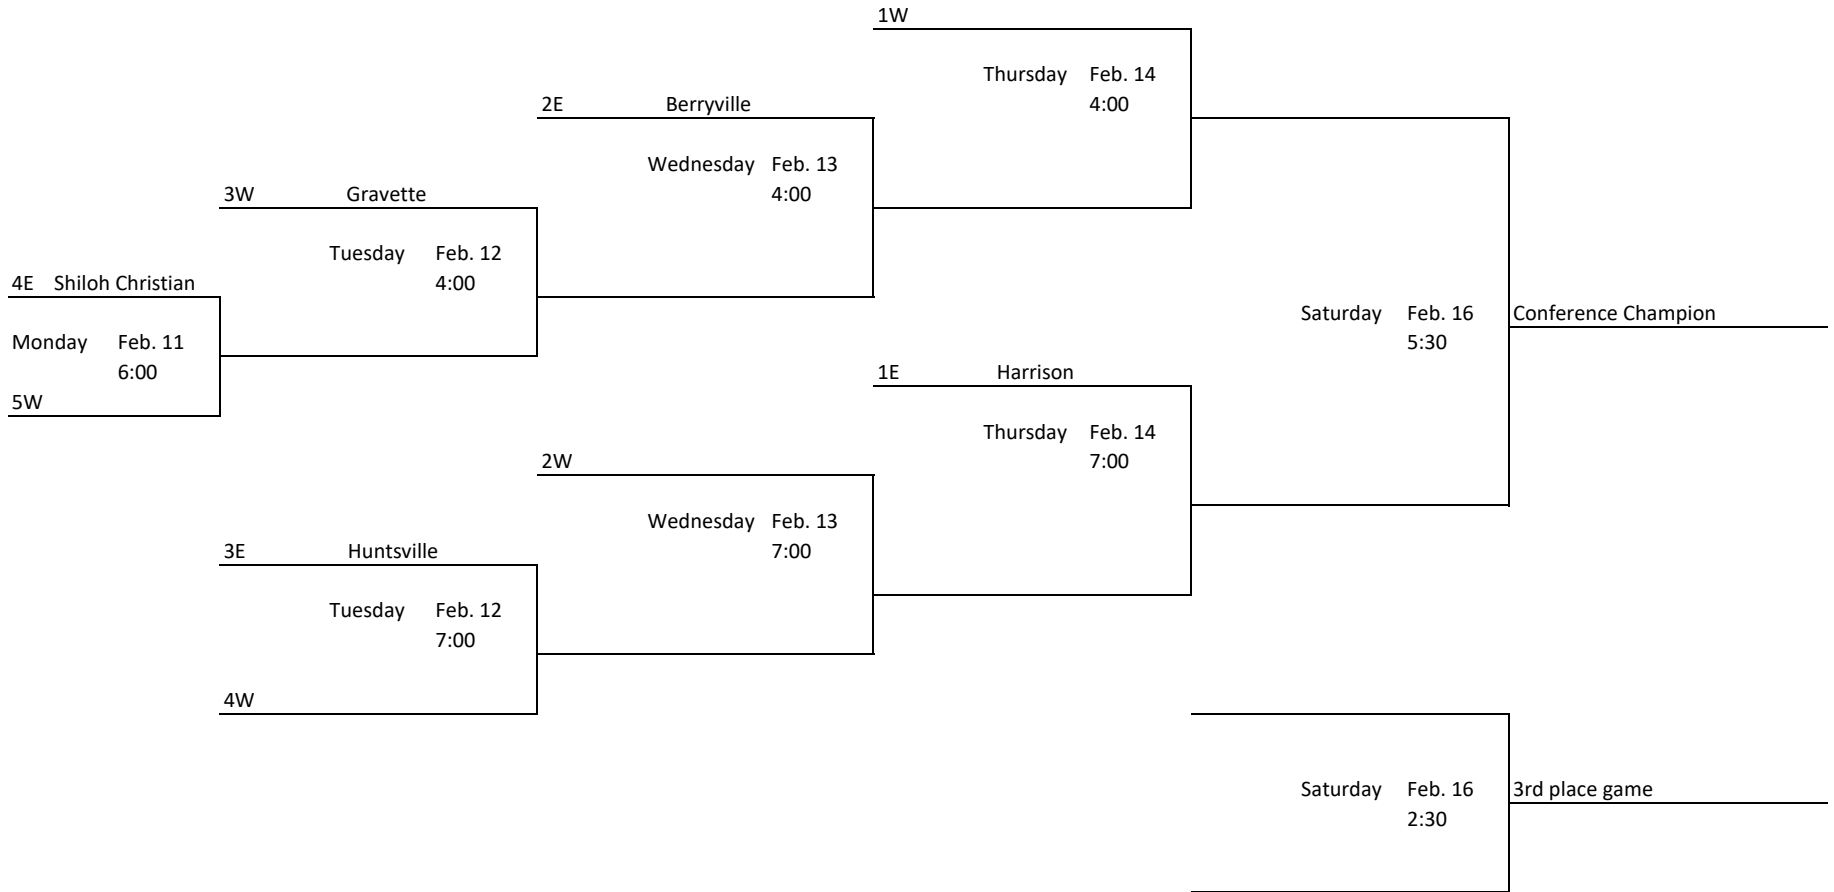 1W
Thursday Feb. 14
4:00
2E Berryville
Wednesday Feb. 13
4:00
3W Gravette
Tuesday Feb. 12
4:00
4E Shiloh Christian
Monday Feb. 11
6:00
5W
Saturday Feb. 16
5:30
Conference Champion
1E Harrison
Thursday Feb. 14
7:00
2W
Wednesday Feb. 13
7:00
3E Huntsville
Tuesday Feb. 12
7:00
4W
Saturday Feb. 16
2:30
3rd place game